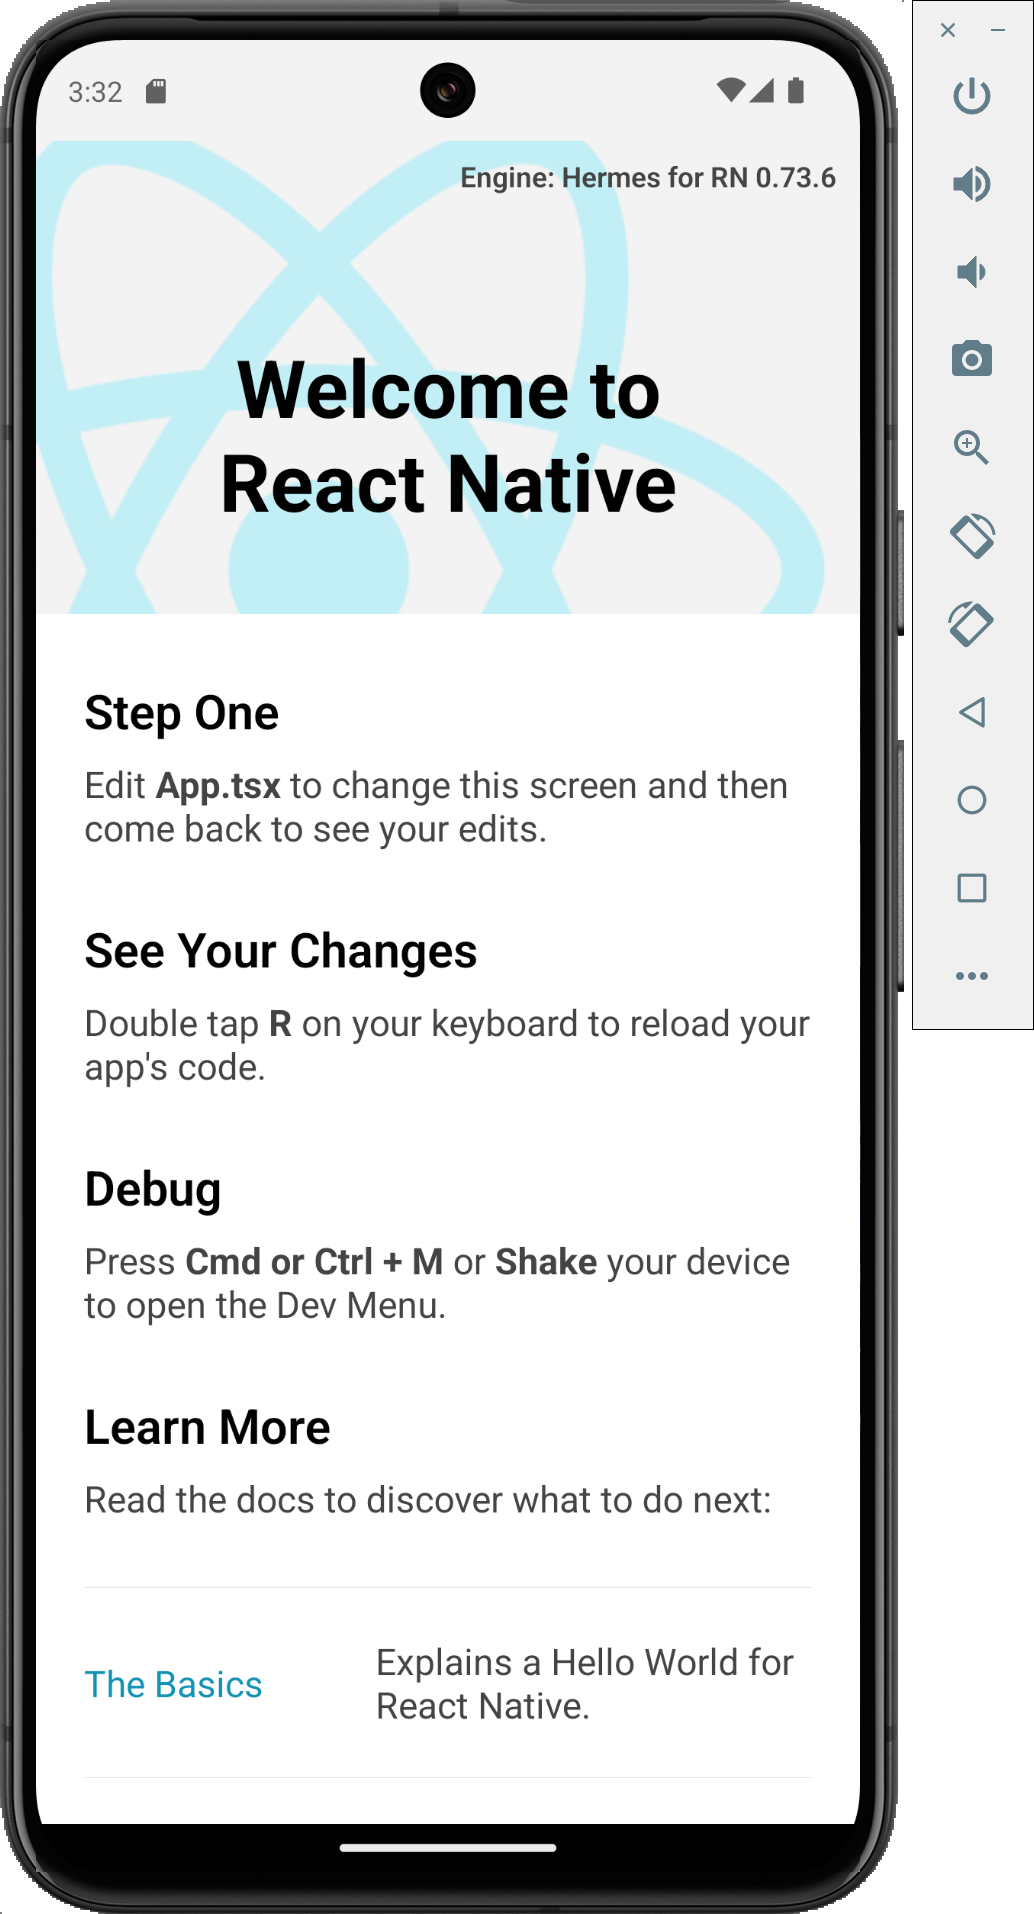 3:32
Engine: Hermes for RN 0.73.6
Welcome to
React Native
Step One
Edit App.tsx to change this screen and then
come back to see your edits.
See Your Changes
Double tap R on your keyboard to reload your
app's code.
Debug
Press Cmd or Ctrl + M or Shake your device
to open the Dev Menu.
Learn More
Read the docs to discover what to do next:
The Basics
Explains a Hello World for
React Native.